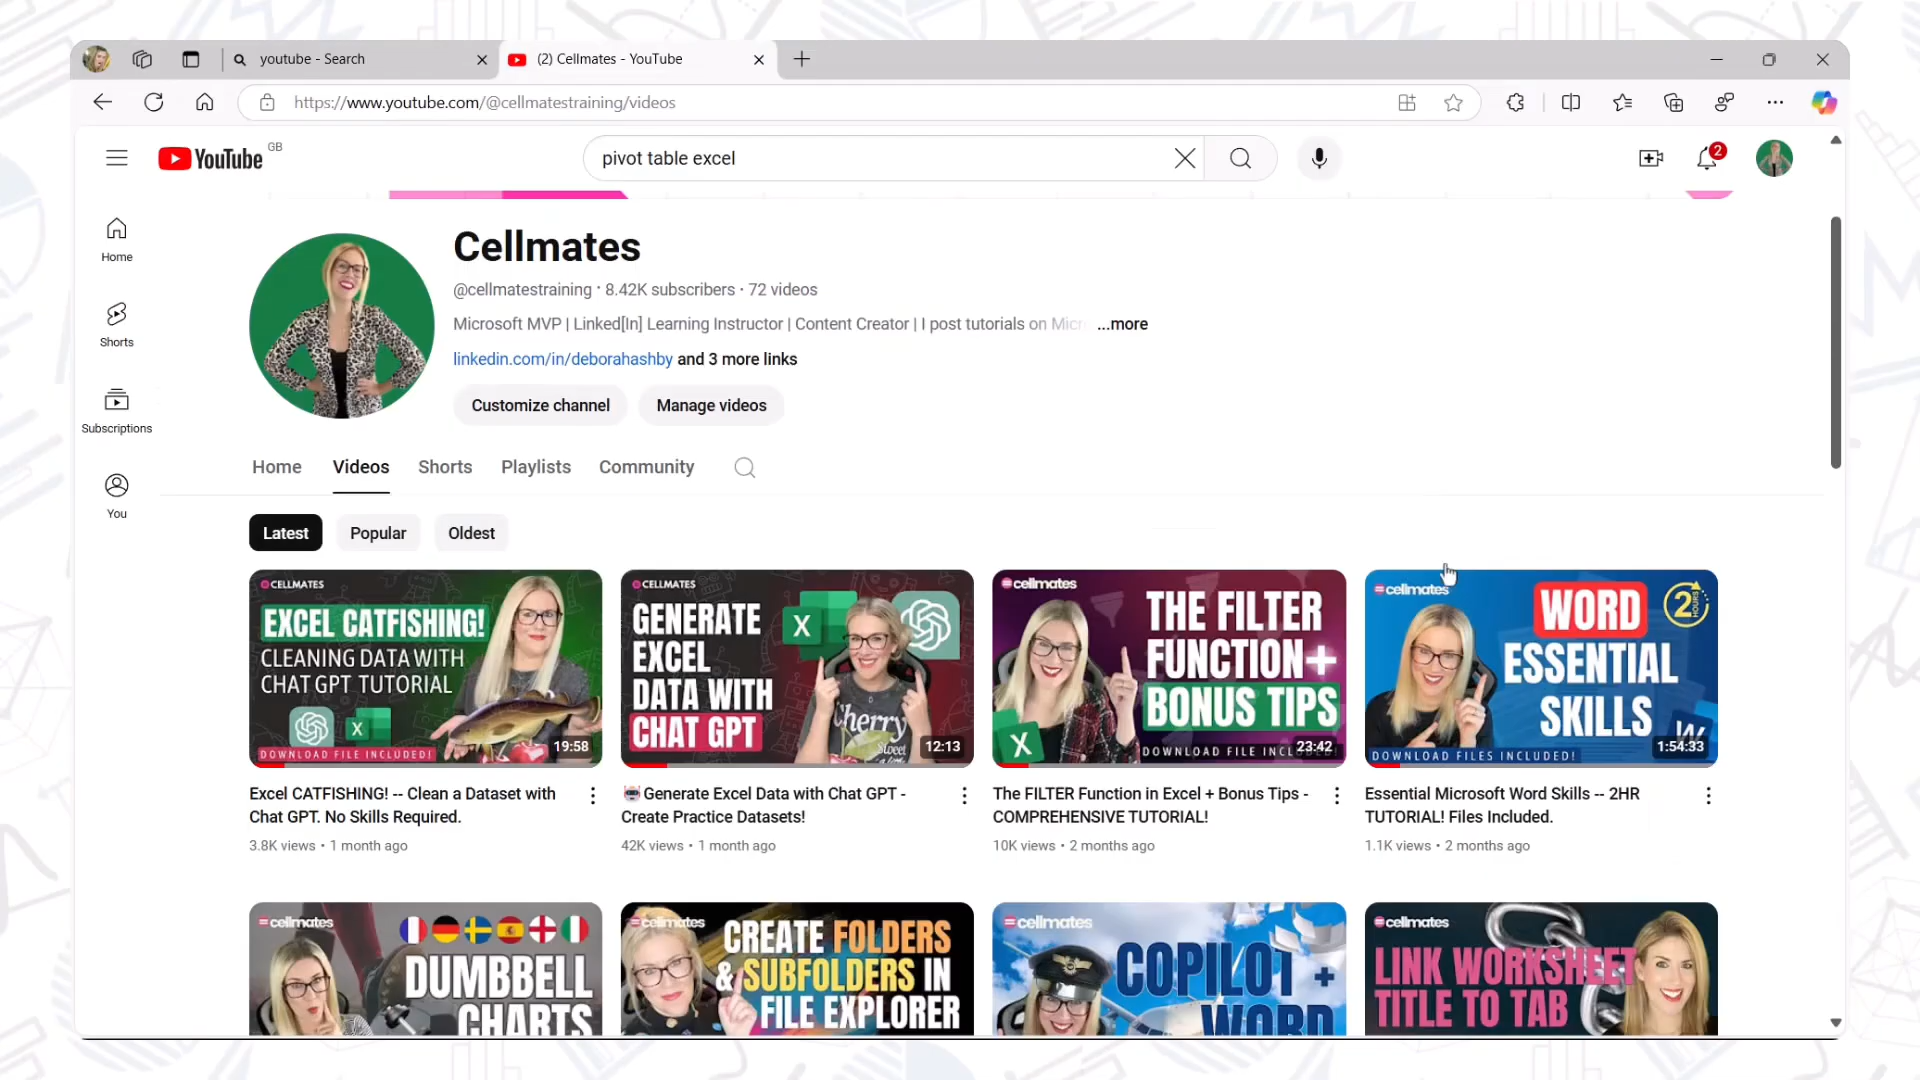 youtube - Search
(2) Cellmates - YouTube
https://www.youtube.com/@cellmatestraining/videos
YouTube GB
pivot table excel
2
Home
Shorts
Subscriptions
You
Cellmates
@cellmatestraining · 8.42K subscribers · 72 videos
Microsoft MVP | Linked[In] Learning Instructor | Content Creator | I post tutorials on Micr ...more
linkedin.com/in/deborahashby and 3 more links
Customize channel
Manage videos
Home Videos Shorts Playlists Community
Latest Popular Oldest
CELLMATES
EXCEL CATFISHING!
CLEANING DATA WITH
CHAT GPT TUTORIAL
X
DOWNLOAD FILE INCLUDED!
19:58
Excel CATFISHING! -- Clean a Dataset with
Chat GPT. No Skills Required.
3.8K views • 1 month ago
CELLMATES
GENERATE
EXCEL
DATA WITH
CHAT GPT
X
Cherry
Sweet
12:13
Generate Excel Data with Chat GPT -
Create Practice Datasets!
42K views • 1 month ago
cellmates
THE FILTER
FUNCTION+
BONUS TIPS
X
DOWNLOAD FILE INCL
23:42
The FILTER Function in Excel + Bonus Tips -
COMPREHENSIVE TUTORIAL!
10K views • 2 months ago
cellmates
WORD
ESSENTIAL
SKILLS
2
HOURS
W
DOWNLOAD FILES INCLUDED!
1:54:33
Essential Microsoft Word Skills -- 2HR
TUTORIAL! Files Included.
1.1K views • 2 months ago
cellmates
DUMBBELL
CHARTS
cellmates
CREATE FOLDERS
& SUBFOLDERS IN
FILE EXPLORER
cellmates
COPILOT +
WORD
cellmates
LINK WORKSHEET
TITLE TO TAB